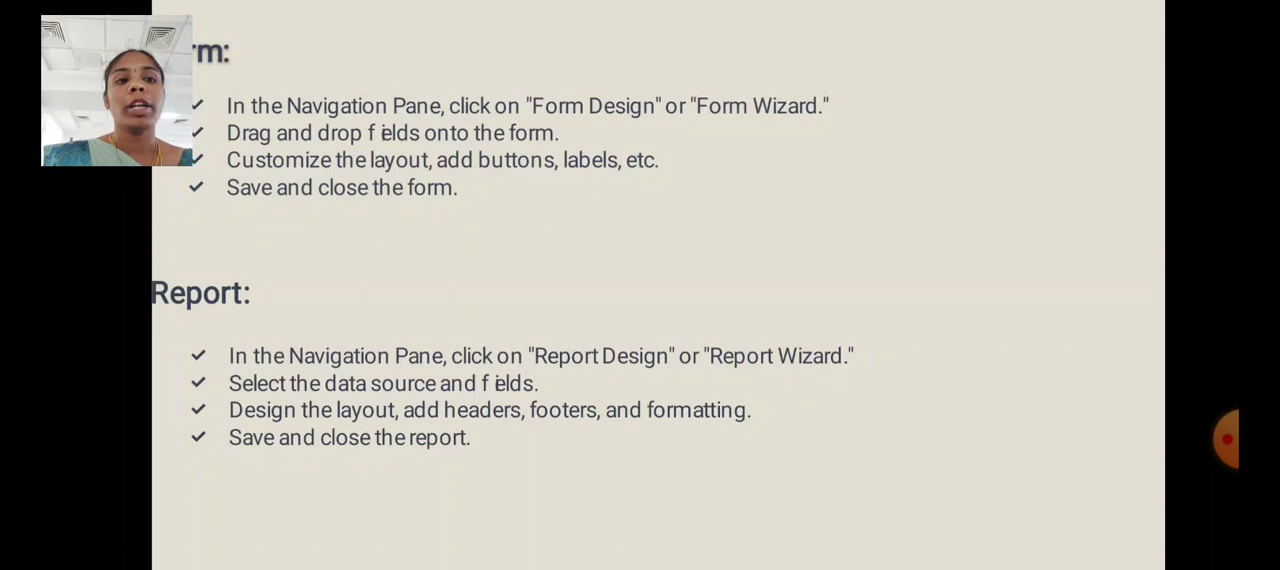 rm:
In the Navigation Pane, click on "Form Design" or "Form Wizard."
Drag and drop fields onto the form.
Customize the layout, add buttons, labels, etc.
Save and close the form.
Report:
In the Navigation Pane, click on "Report Design" or "Report Wizard."
Select the data source and fields.
Design the layout, add headers, footers, and formatting.
Save and close the report.